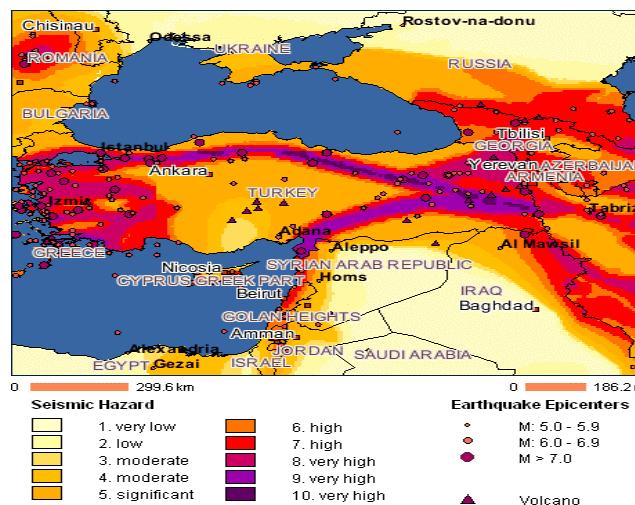 Chisinau
Rostov-na-donu
Odessa
UKRAINE
ROMANIA
RUSSIA
BULGARIA
Tbilisi
GEORGIA
Istanbul
Yerevan AZERBAIJAN
Ankara
ARMENIA
TURKEY
Izmir
Tabriz
Adana
GREECE
Aleppo
Al Mawsil
Nicosia
SYRIAN ARAB REPUBLIC
CYPRUS GREEK PART
Homs
Beirut
IRAQ
Baghdad
GOLAN HEIGHTS
Amman
Alexandria
JORDAN
SAUDI ARABIA
EGYPT
Gezai
ISRAEL
0 299.6 km
0 186.2
Seismic Hazard
1. very low
2. low
3. moderate
4. moderate
5. significant
6. high
7. high
8. very high
9. very high
10. very high
Earthquake Epicenters
M: 5.0 - 5.9
M: 6.0 - 6.9
M > 7.0
Volcano